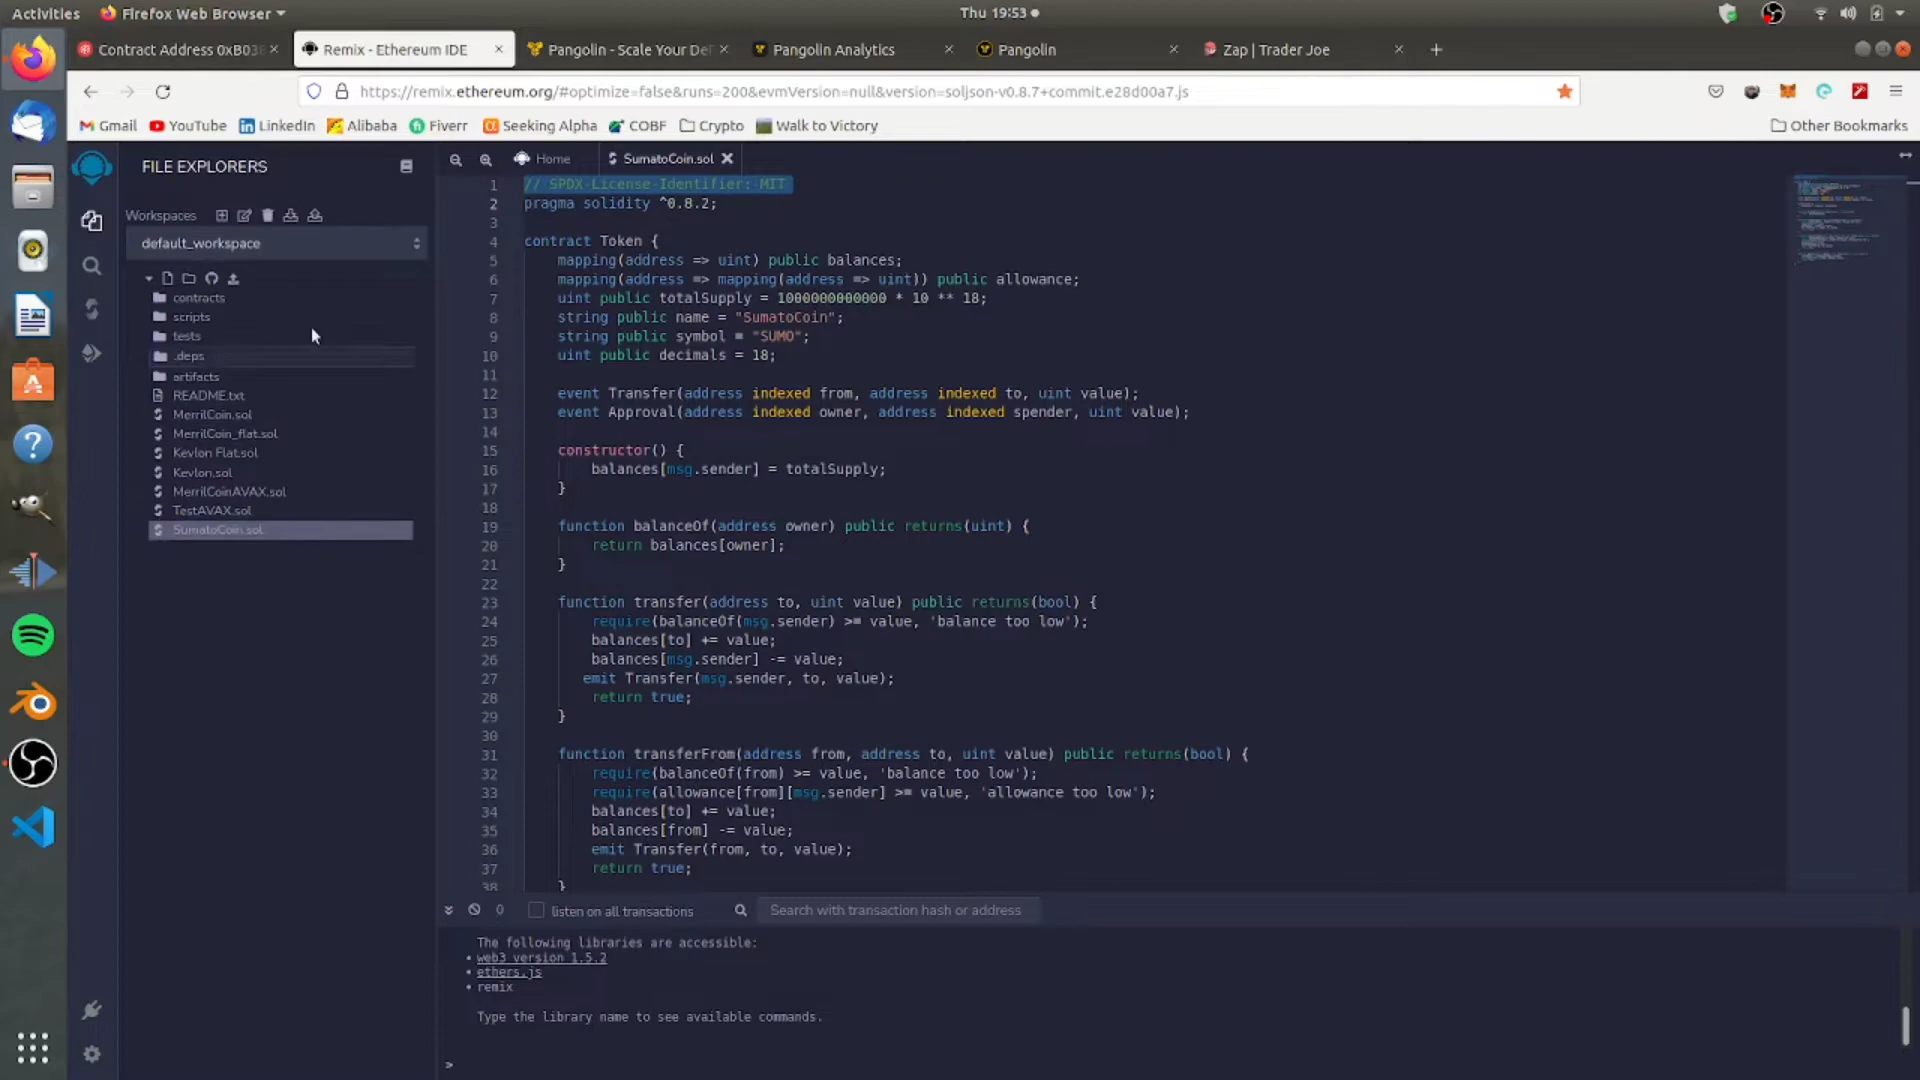 Activities
Firefox Web Browser
Thu 19:53
Contract Address 0xB038
Remix - Ethereum IDE
Pangolin - Scale Your DeF
Pangolin Analytics
Pangolin
Zap | Trader Joe
https://remix.ethereum.org/#optimize=false&runs=200&evmVersion=null&version=soljson-v0.8.7+commit.e28d00a7.js
Gmail
YouTube
LinkedIn
Alibaba
Fiverr
Seeking Alpha
COBF
Crypto
Walk to Victory
Other Bookmarks
FILE EXPLORERS
Workspaces
default_workspace
contracts
scripts
tests
.deps
artifacts
README.txt
MerrilCoin.sol
MerrilCoin_flat.sol
Kevlon Flat.sol
Kevlon.sol
MerrilCoinAVAX.sol
TestAVAX.sol
SumatoCoin.sol
Home
SumatoCoin.sol
1 // SPDX-License-Identifier: MIT
2 pragma solidity ^0.8.2;
3
4 contract Token {
5 mapping(address => uint) public balances;
6 mapping(address => mapping(address => uint)) public allowance;
7 uint public totalSupply = 1000000000000 * 10 ** 18;
8 string public name = "SumatoCoin";
9 string public symbol = "SUMO";
10 uint public decimals = 18;
11
12 event Transfer(address indexed from, address indexed to, uint value);
13 event Approval(address indexed owner, address indexed spender, uint value);
14
15 constructor() {
16 balances[msg.sender] = totalSupply;
17 }
18
19 function balanceOf(address owner) public returns(uint) {
20 return balances[owner];
21 }
22
23 function transfer(address to, uint value) public returns(bool) {
24 require(balanceOf(msg.sender) >= value, 'balance too low');
25 balances[to] += value;
26 balances[msg.sender] -= value;
27 emit Transfer(msg.sender, to, value);
28 return true;
29 }
30
31 function transferFrom(address from, address to, uint value) public returns(bool) {
32 require(balanceOf(from) >= value, 'balance too low');
33 require(allowance[from][msg.sender] >= value, 'allowance too low');
34 balances[to] += value;
35 balances[from] -= value;
36 emit Transfer(from, to, value);
37 return true;
38 }
0
listen on all transactions
Search with transaction hash or address
The following libraries are accessible:
• web3 version 1.5.2
• ethers.js
• remix
Type the library name to see available commands.
>